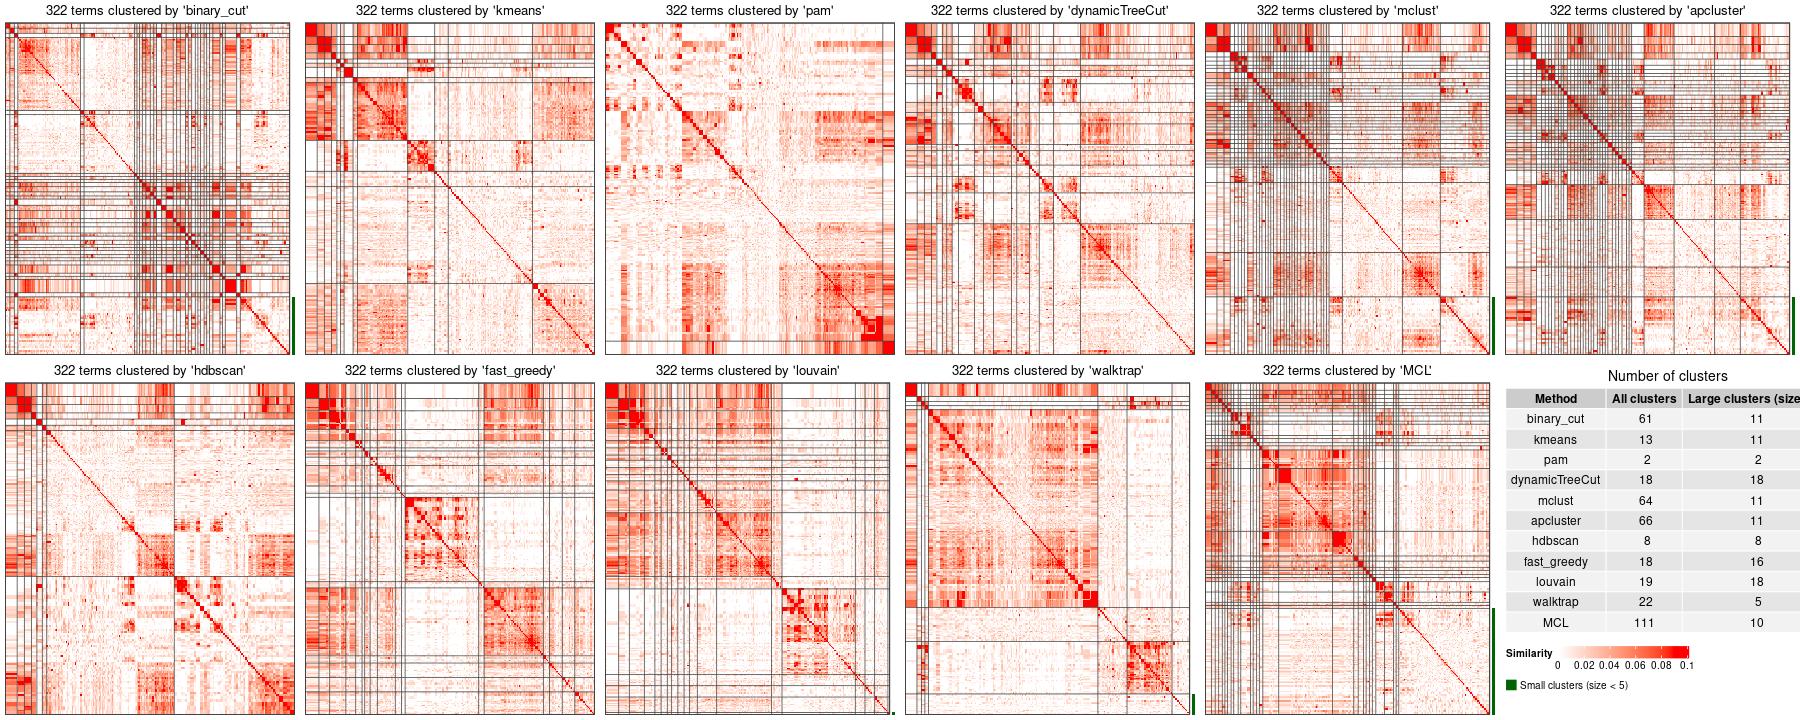 322 terms clustered by 'binary_cut'
322 terms clustered by 'kmeans'
322 terms clustered by 'pam'
322 terms clustered by 'dynamicTreeCut'
322 terms clustered by 'mclust'
322 terms clustered by 'apcluster'
322 terms clustered by 'hdbscan'
322 terms clustered by 'fast_greedy'
322 terms clustered by 'louvain'
322 terms clustered by 'walktrap'
322 terms clustered by 'MCL'
Number of clusters
Method All clusters Large clusters (size
binary_cut 61 11
kmeans 13 11
pam 2 2
dynamicTreeCut 18 18
mclust 64 11
apcluster 66 11
hdbscan 8 8
fast_greedy 18 16
louvain 19 18
walktrap 22 5
MCL 111 10
Similarity
0 0.02 0.04 0.06 0.08 0.1
Small clusters (size < 5)